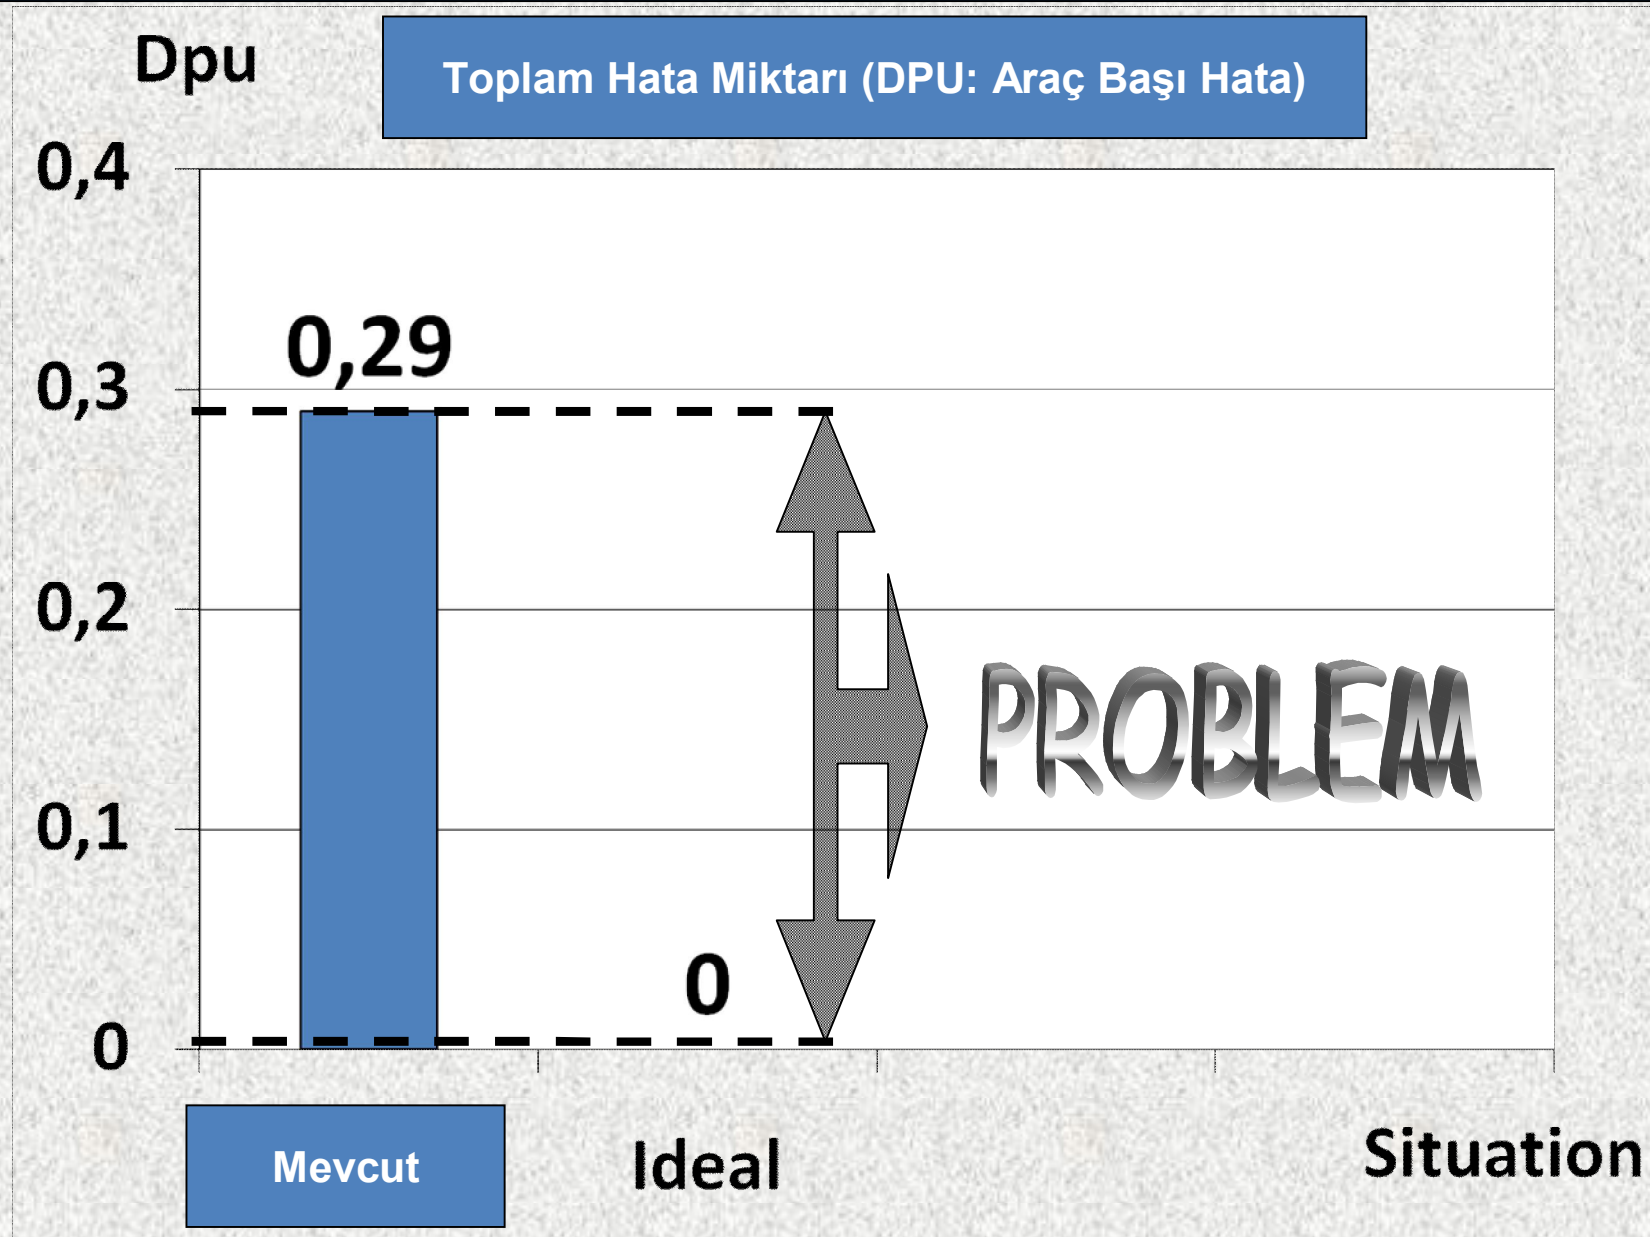 Dpu
Toplam Hata Miktarı (DPU: Araç Başı Hata)
0,4
0,29
0,3
0,2
PROBLEM
0,1
0
0
Mevcut
Ideal
Situation